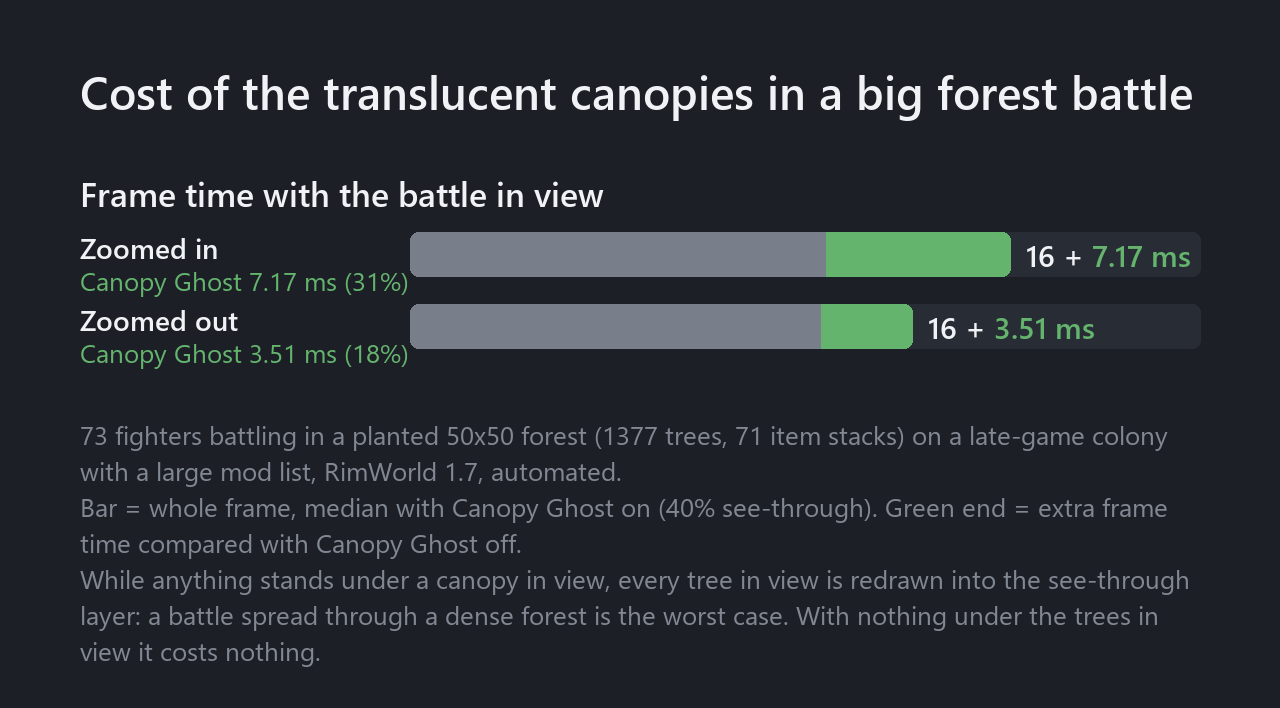 Cost of the translucent canopies in a big forest battle
Frame time with the battle in view
Zoomed in
Canopy Ghost 7.17 ms (31%)
16 + 7.17 ms
Zoomed out
Canopy Ghost 3.51 ms (18%)
16 + 3.51 ms
73 fighters battling in a planted 50x50 forest (1377 trees, 71 item stacks) on a late-game colony
with a large mod list, RimWorld 1.7, automated.
Bar = whole frame, median with Canopy Ghost on (40% see-through). Green end = extra frame
time compared with Canopy Ghost off.
While anything stands under a canopy in view, every tree in view is redrawn into the see-through
layer: a battle spread through a dense forest is the worst case. With nothing under the trees in
view it costs nothing.